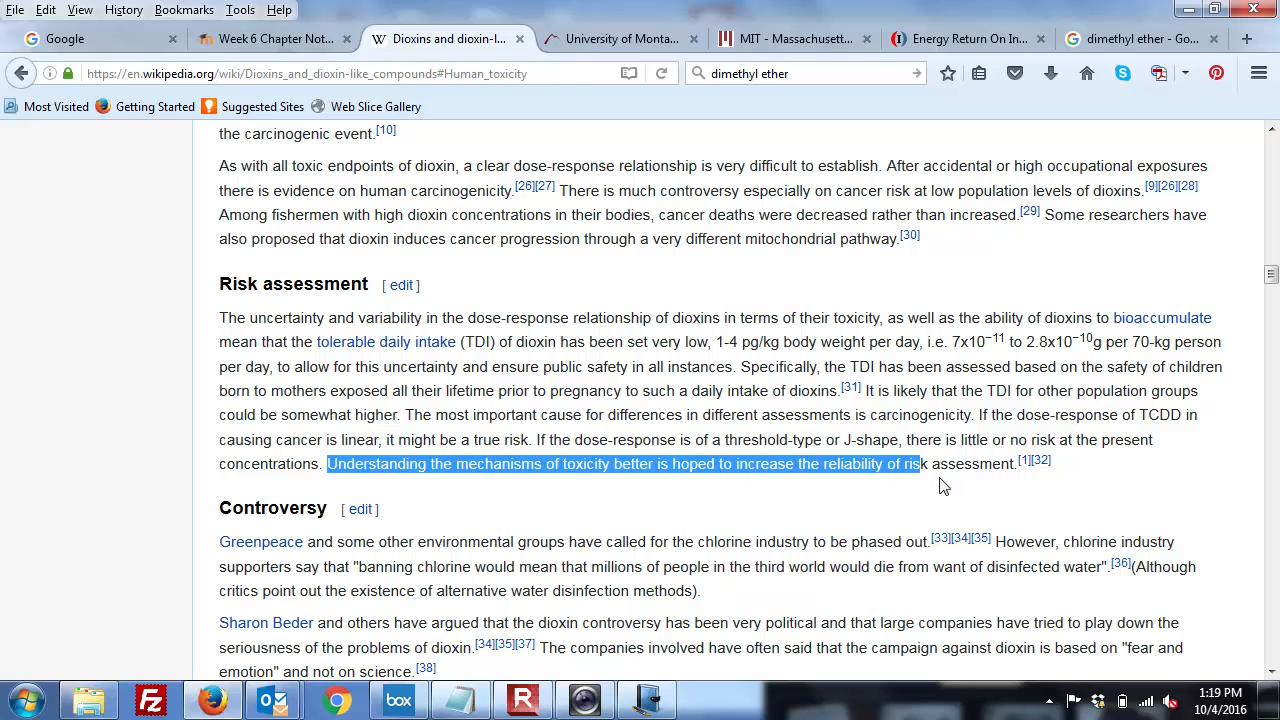 File Edit View History Bookmarks Tools Help
Google Week 6 Chapter Not... Dioxins and dioxin-l... University of Monta... MIT - Massachusett... Energy Return On In... dimethyl ether - Go...
https://en.wikipedia.org/wiki/Dioxins_and_dioxin-like_compounds#Human_toxicity dimethyl ether
Most Visited Getting Started Suggested Sites Web Slice Gallery
the carcinogenic event.[10]
As with all toxic endpoints of dioxin, a clear dose-response relationship is very difficult to establish. After accidental or high occupational exposures
there is evidence on human carcinogenicity.[26][27] There is much controversy especially on cancer risk at low population levels of dioxins.[9][26][28]
Among fishermen with high dioxin concentrations in their bodies, cancer deaths were decreased rather than increased.[29] Some researchers have
also proposed that dioxin induces cancer progression through a very different mitochondrial pathway.[30]
Risk assessment [ edit ]
The uncertainty and variability in the dose-response relationship of dioxins in terms of their toxicity, as well as the ability of dioxins to bioaccumulate
mean that the tolerable daily intake (TDI) of dioxin has been set very low, 1-4 pg/kg body weight per day, i.e. 7x10⁻¹¹ to 2.8x10⁻¹⁰g per 70-kg person
per day, to allow for this uncertainty and ensure public safety in all instances. Specifically, the TDI has been assessed based on the safety of children
born to mothers exposed all their lifetime prior to pregnancy to such a daily intake of dioxins.[31] It is likely that the TDI for other population groups
could be somewhat higher. The most important cause for differences in different assessments is carcinogenicity. If the dose-response of TCDD in
causing cancer is linear, it might be a true risk. If the dose-response is of a threshold-type or J-shape, there is little or no risk at the present
concentrations. Understanding the mechanisms of toxicity better is hoped to increase the reliability of risk assessment.[1][32]
Controversy [ edit ]
Greenpeace and some other environmental groups have called for the chlorine industry to be phased out.[33][34][35] However, chlorine industry
supporters say that "banning chlorine would mean that millions of people in the third world would die from want of disinfected water".[36](Although
critics point out the existence of alternative water disinfection methods).
Sharon Beder and others have argued that the dioxin controversy has been very political and that large companies have tried to play down the
seriousness of the problems of dioxin.[34][35][37] The companies involved have often said that the campaign against dioxin is based on "fear and
emotion" and not on science.[38]
box
1:19 PM
10/4/2016